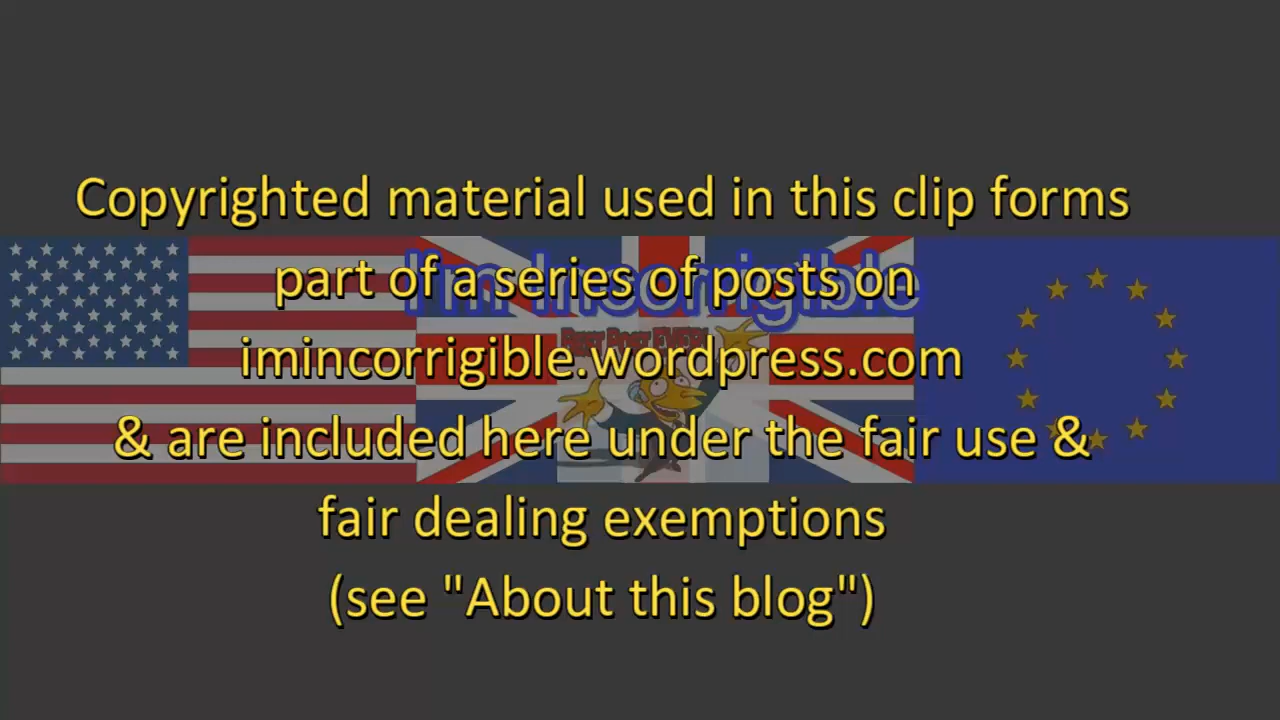 Copyrighted material used in this clip forms
I'm Incorrigible
part of a series of posts on
imincorrigible.wordpress.com
& are included here under the fair use &
fair dealing exemptions
(see "About this blog")